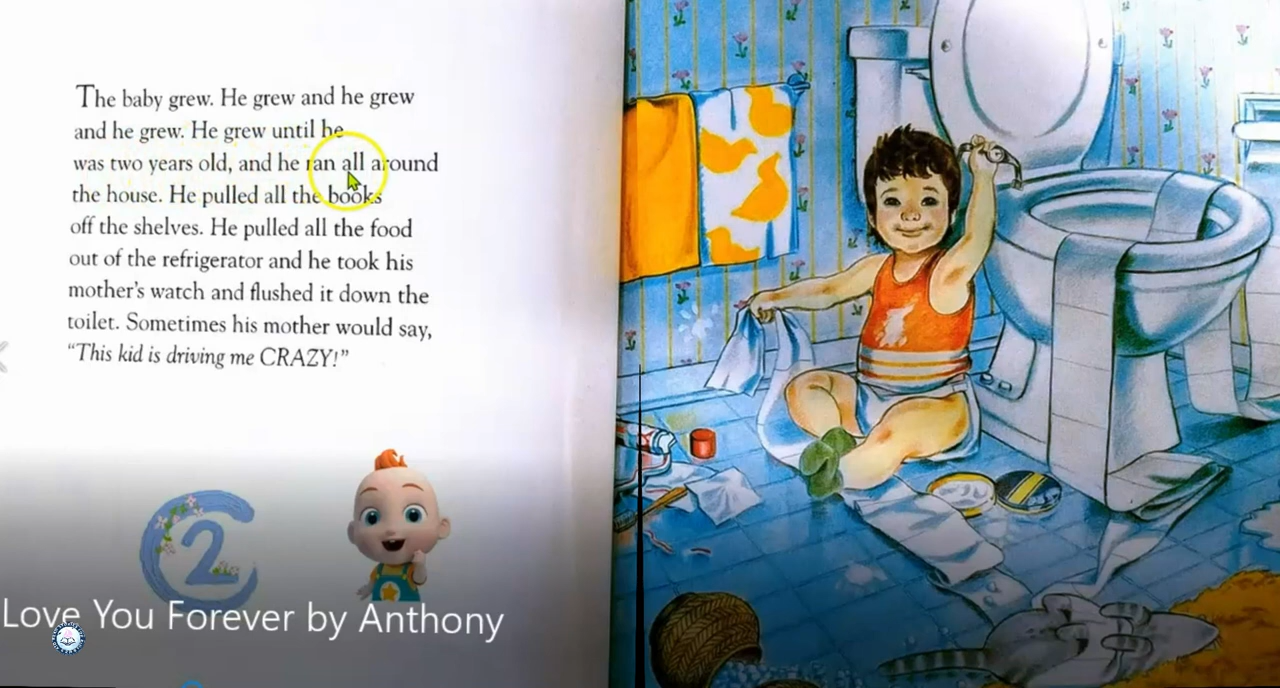 The baby grew. He grew and he grew
and he grew. He grew until he
was two years old, and he ran all around
the house. He pulled all the books
off the shelves. He pulled all the food
out of the refrigerator and he took his
mother's watch and flushed it down the
toilet. Sometimes his mother would say,
"This kid is driving me CRAZY!"
2
Love You Forever by Anthony